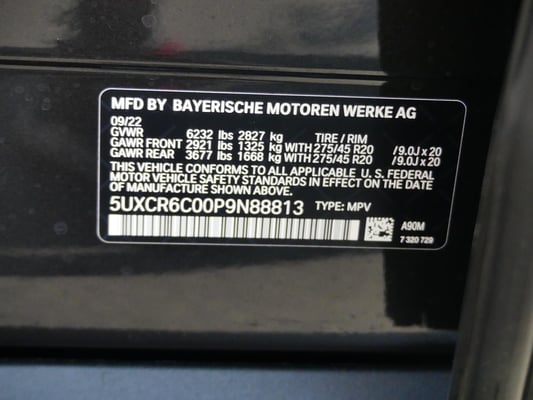 MFD BY BAYERISCHE MOTOREN WERKE AG
09/22
GVWR 6232 lbs 2827 kg TIRE / RIM
GAWR FRONT 2921 lbs 1325 kg WITH 275/45 R20 /9.0J x 20
GAWR REAR 3677 lbs 1668 kg WITH 275/45 R20 /9.0J x 20
THIS VEHICLE CONFORMS TO ALL APPLICABLE U. S. FEDERAL
MOTOR VEHICLE SAFETY STANDARDS IN EFFECT ON THE DATE
OF MANUFACTURE SHOWN ABOVE.
5UXCR6C00P9N88813 TYPE: MPV
A90M
7 320 729